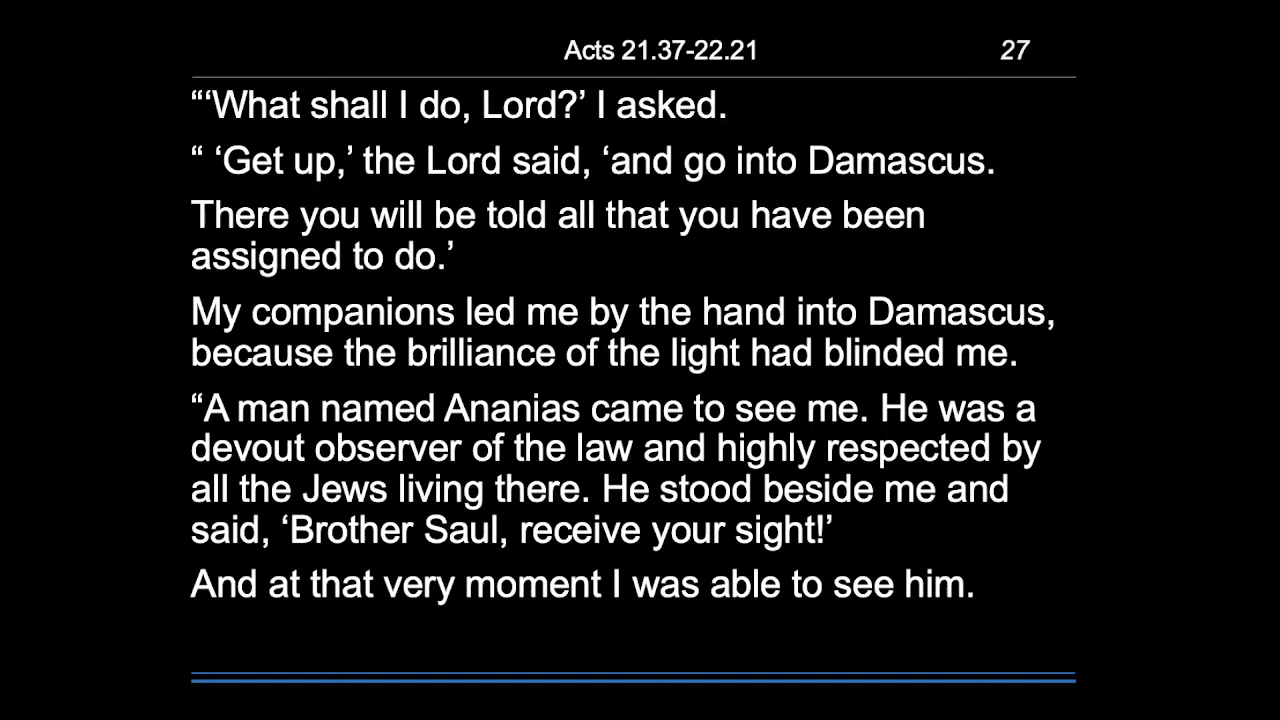 Acts 21.37-22.21 27
“‘What shall I do, Lord?’ I asked.
“ ‘Get up,’ the Lord said, ‘and go into Damascus.
There you will be told all that you have been
assigned to do.’
My companions led me by the hand into Damascus,
because the brilliance of the light had blinded me.
“A man named Ananias came to see me. He was a
devout observer of the law and highly respected by
all the Jews living there. He stood beside me and
said, ‘Brother Saul, receive your sight!’
And at that very moment I was able to see him.